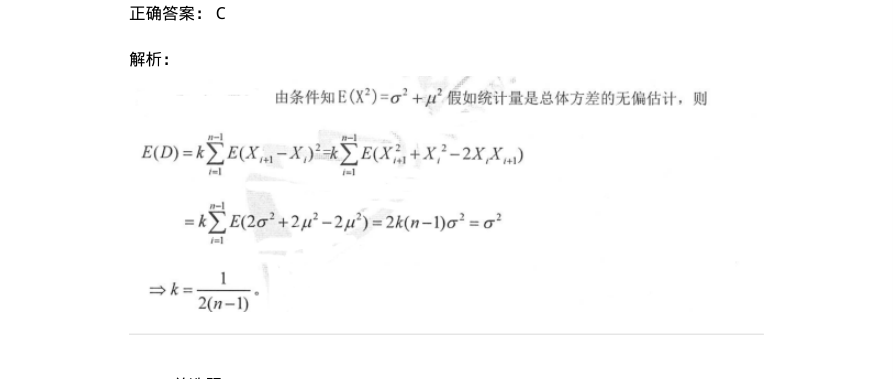 正确答案： C
解析：
由条件知E(X²)=σ²+μ² 假如统计量是总体方差的无偏估计，则
E(D)=k∑_{i=1}^{n-1}E(X_{i+1}-X_i)²=k∑_{i=1}^{n-1}E(X²_{i+1}+X_i²-2X_iX_{i+1})
=k∑_{i=1}^{n-1}E(2σ²+2μ²-2μ²)=2k(n-1)σ²=σ²
⇒k=\frac{1}{2(n-1)}。